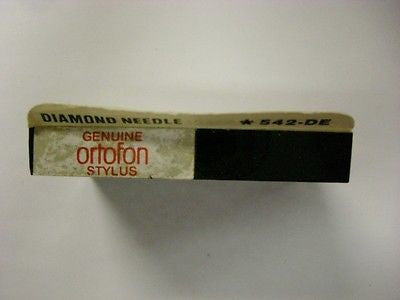 DIAMOND NEEDLE * 542-DE
GENUINE
ortofon
STYLUS